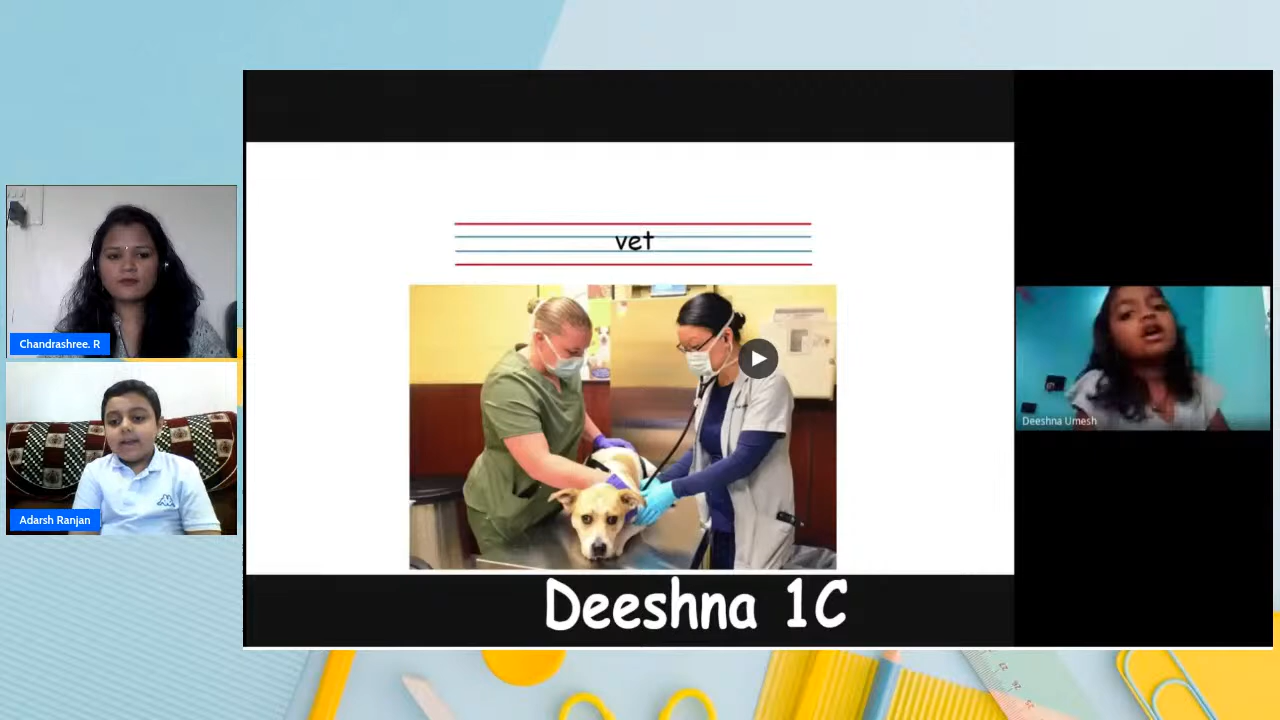 vet
Chandrashree. R
Deeshna Umesh
Adarsh Ranjan
Deeshna 1C